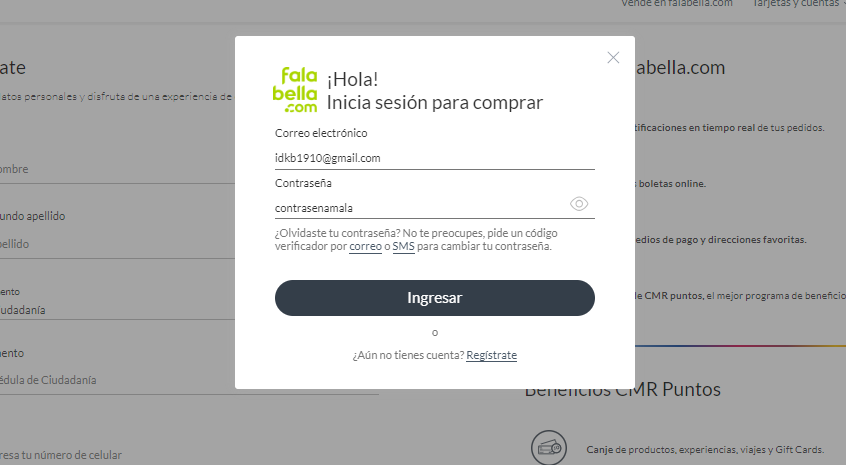 Vende en falabella.com Tarjetas y cuentas
ate
atos personales y disfruta de una experiencia de
ombre
undo apellido
pellido
ento
udadanía
mento
édula de Ciudadanía
resa tu número de celular
fala
bella
.com
¡Hola!
Inicia sesión para comprar
Correo electrónico
idkb1910@gmail.com
Contraseña
contrasenamala
¿Olvidaste tu contraseña? No te preocupes, pide un código
verificador por correo o SMS para cambiar tu contraseña.
Ingresar
o
¿Aún no tienes cuenta? Regístrate
labella.com
tificaciones en tiempo real de tus pedidos.
s boletas online.
edios de pago y direcciones favoritas.
de CMR puntos, el mejor programa de beneficio
Beneficios CMR Puntos
Canje de productos, experiencias, viajes y Gift Cards.